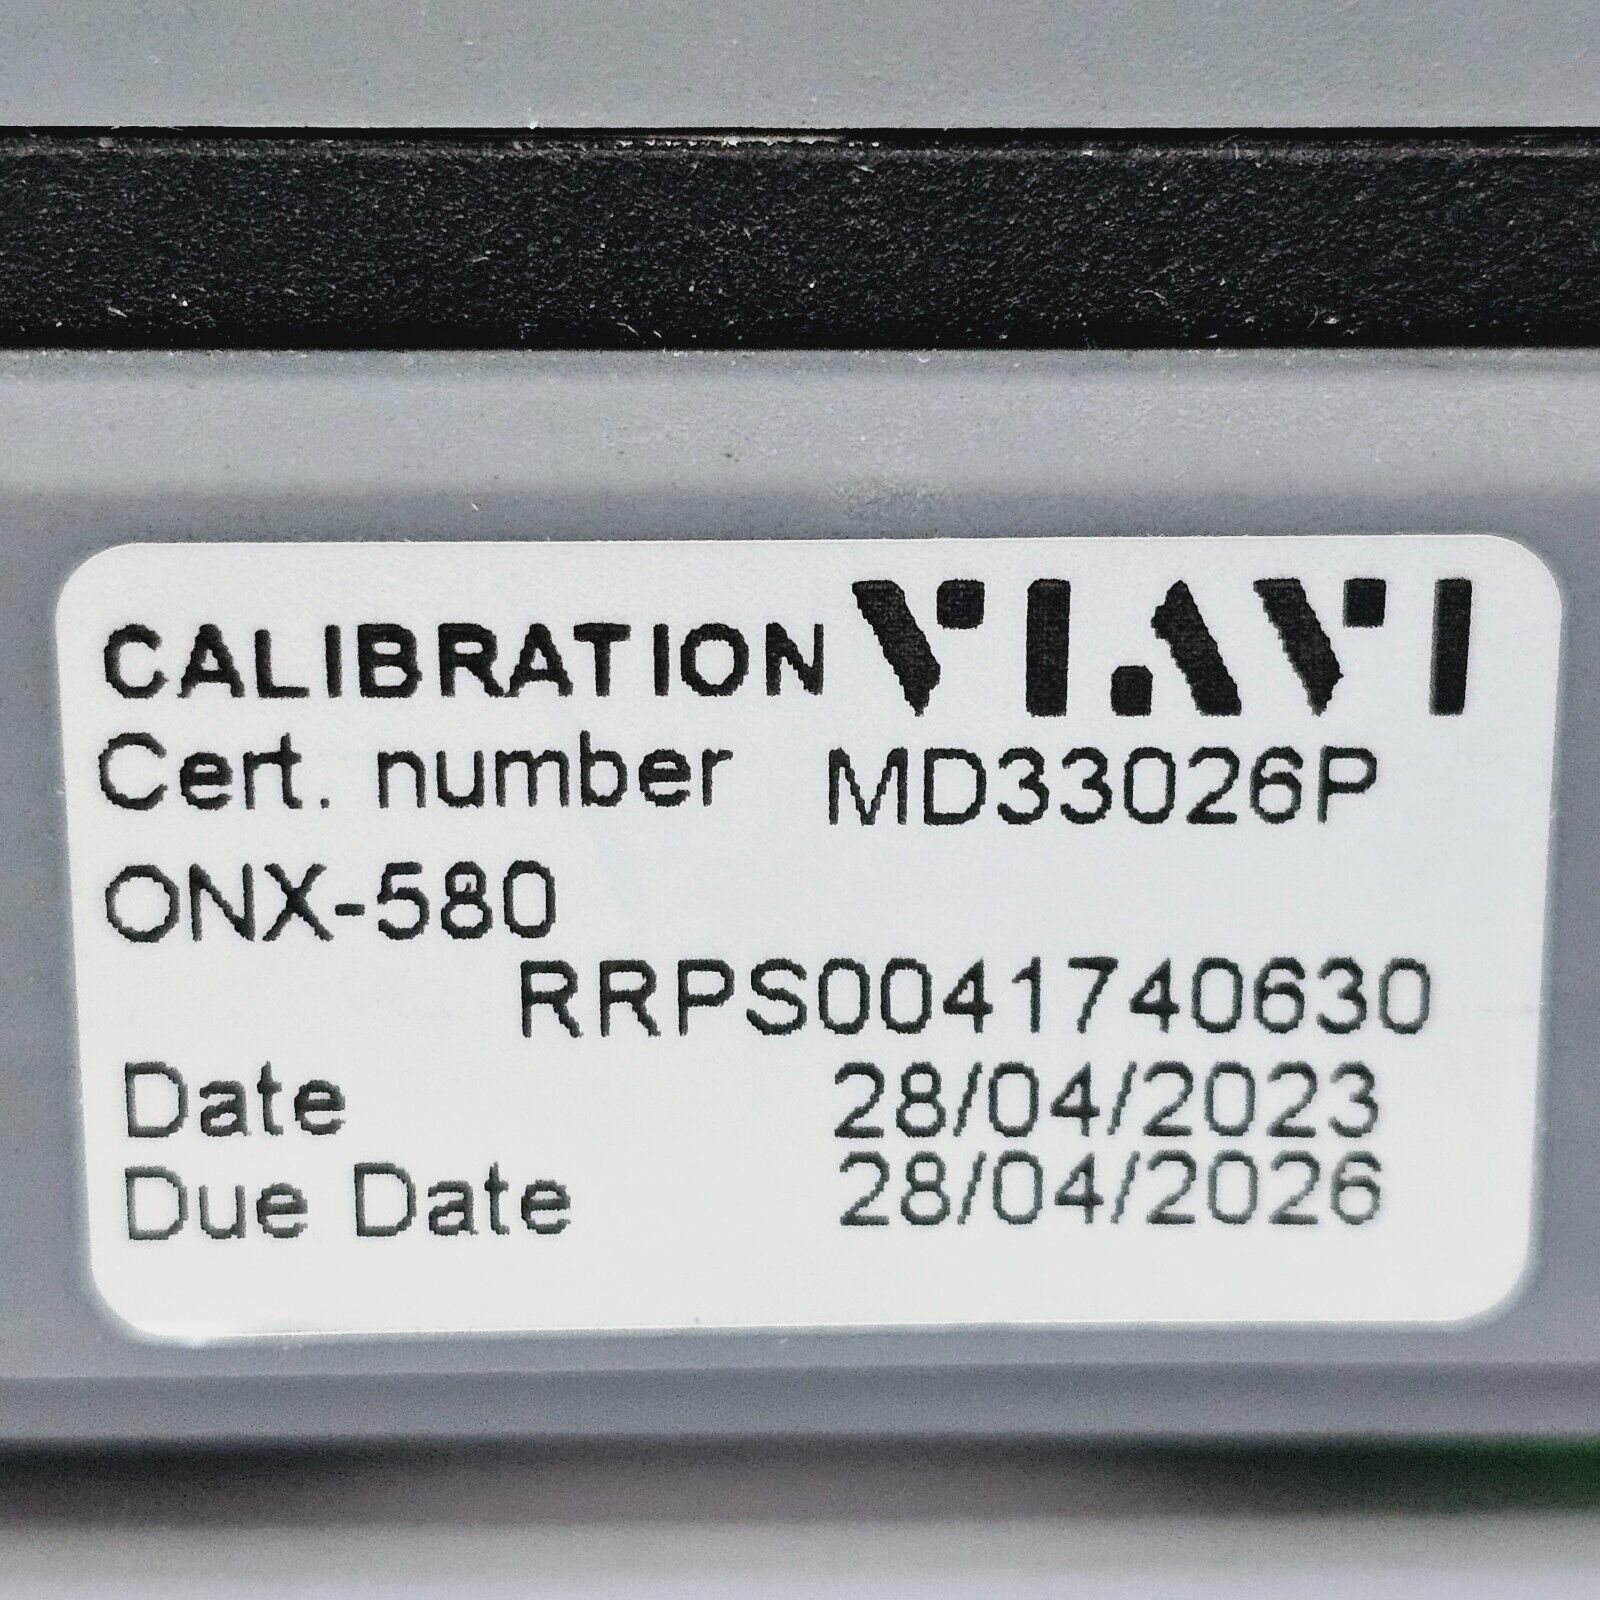 CALIBRATION VIAVI
Cert. number MD33026P
ONX-580
RRPS0041740630
Date 28/04/2023
Due Date 28/04/2026